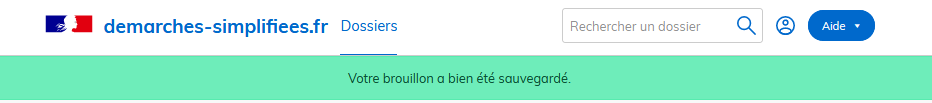 demarches-simplifiees.fr Dossiers Rechercher un dossier Aide
Votre brouillon a bien été sauvegardé.